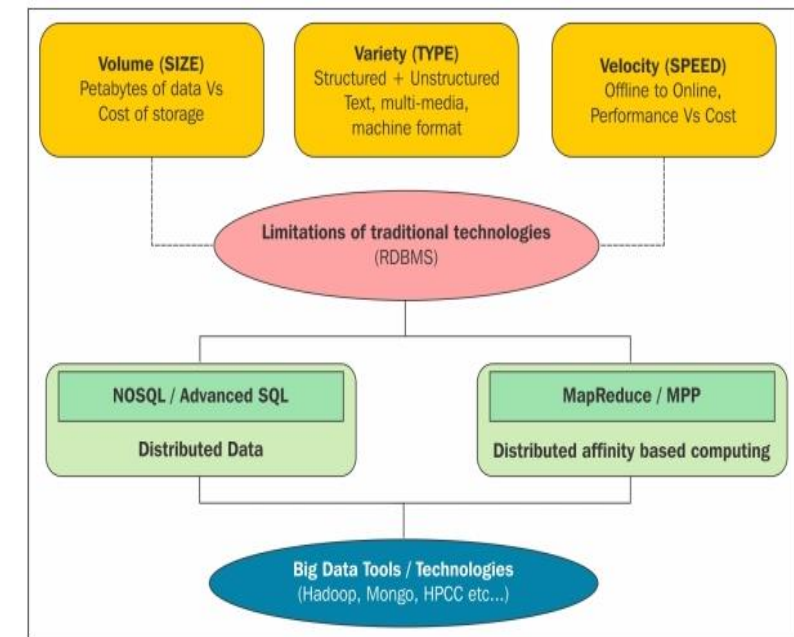 Volume (SIZE)
Petabytes of data Vs
Cost of storage
Variety (TYPE)
Structured + Unstructured
Text, multi-media,
machine format
Velocity (SPEED)
Offline to Online,
Performance Vs Cost
Limitations of traditional technologies
(RDBMS)
NOSQL / Advanced SQL
Distributed Data
MapReduce / MPP
Distributed affinity based computing
Big Data Tools / Technologies
(Hadoop, Mongo, HPCC etc...)